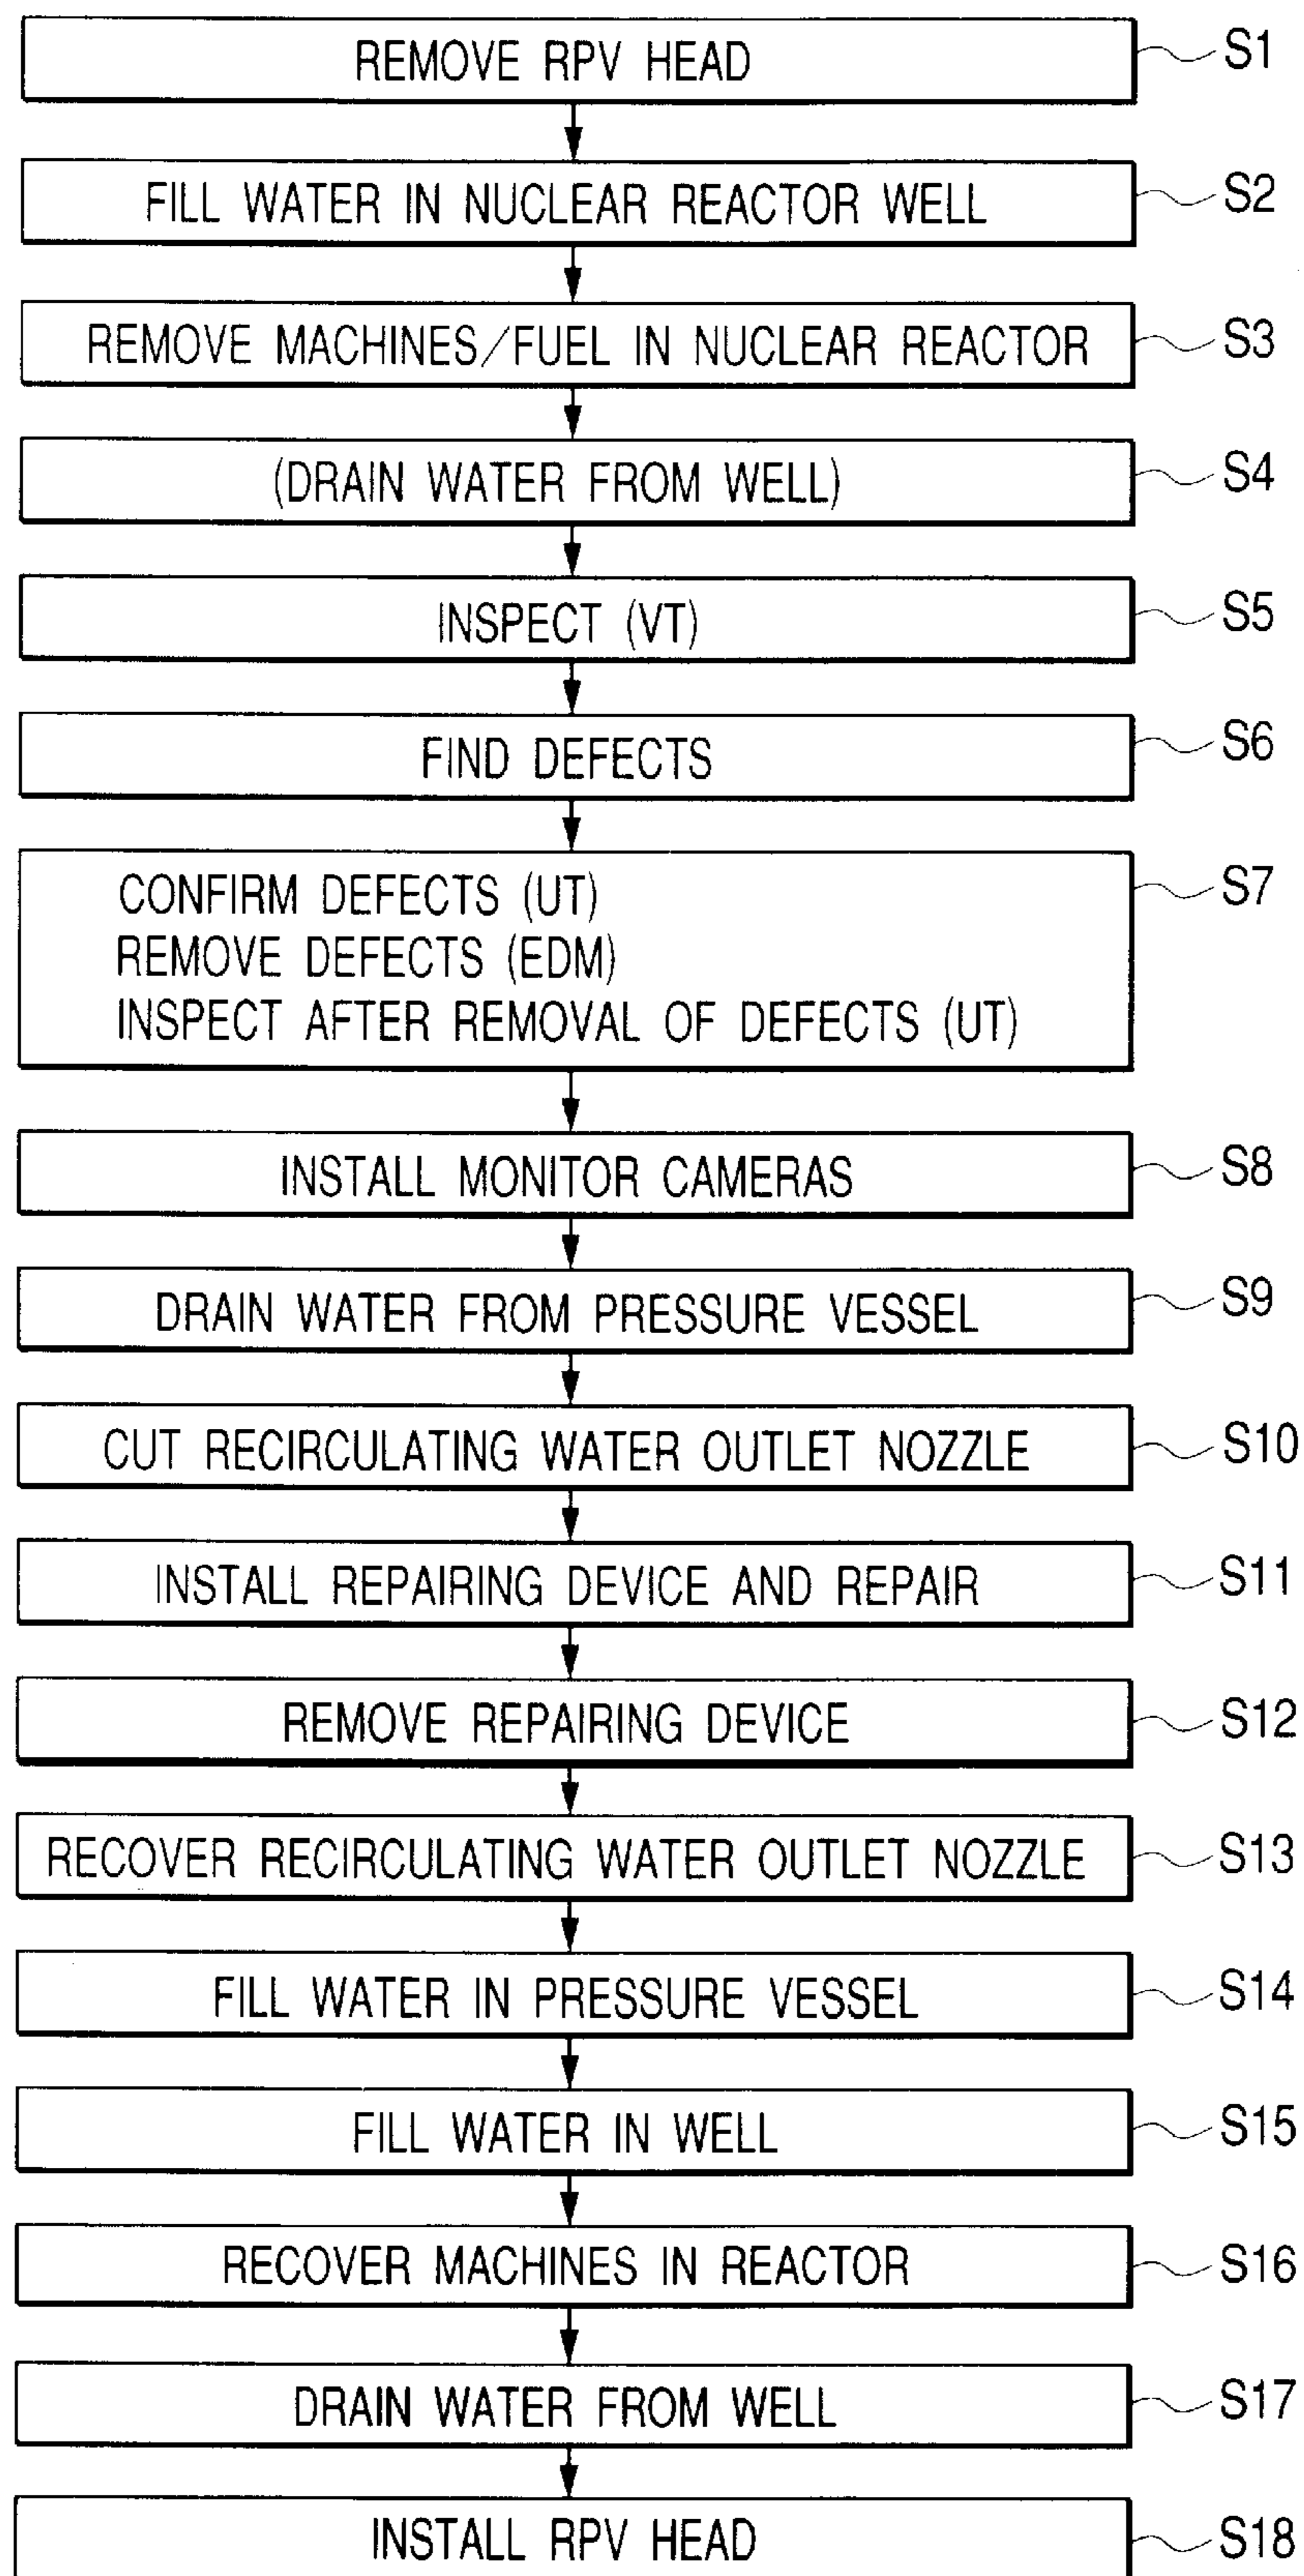 REMOVE RPV HEAD
S1
FILL WATER IN NUCLEAR REACTOR WELL
S2
REMOVE MACHINES/FUEL IN NUCLEAR REACTOR
S3
(DRAIN WATER FROM WELL)
S4
INSPECT (VT)
S5
FIND DEFECTS
S6
CONFIRM DEFECTS (UT)
S7
REMOVE DEFECTS (EDM)
INSPECT AFTER REMOVAL OF DEFECTS (UT)
INSTALL MONITOR CAMERAS
S8
DRAIN WATER FROM PRESSURE VESSEL
S9
CUT RECIRCULATING WATER OUTLET NOZZLE
S10
INSTALL REPAIRING DEVICE AND REPAIR
S11
REMOVE REPAIRING DEVICE
S12
RECOVER RECIRCULATING WATER OUTLET NOZZLE
S13
FILL WATER IN PRESSURE VESSEL
S14
FILL WATER IN WELL
S15
RECOVER MACHINES IN REACTOR
S16
DRAIN WATER FROM WELL
S17
INSTALL RPV HEAD
S18